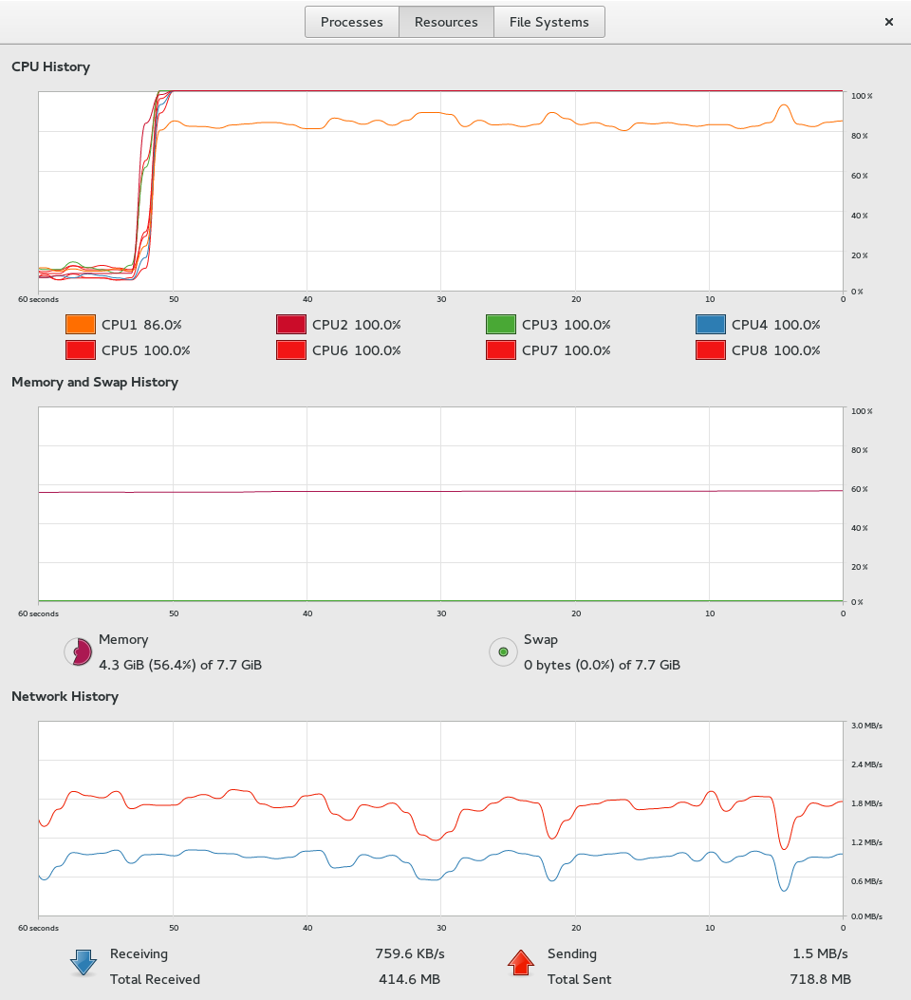 Processes Resources File Systems ×
CPU History
100 %
80 %
60 %
40 %
20 %
0 %
60 seconds 50 40 30 20 10 0
CPU1 86.0% CPU2 100.0% CPU3 100.0% CPU4 100.0%
CPU5 100.0% CPU6 100.0% CPU7 100.0% CPU8 100.0%
Memory and Swap History
100 %
80 %
60 %
40 %
20 %
0 %
60 seconds 50 40 30 20 10 0
Memory Swap
4.3 GiB (56.4%) of 7.7 GiB 0 bytes (0.0%) of 7.7 GiB
Network History
3.0 MB/s
2.4 MB/s
1.8 MB/s
1.2 MB/s
0.6 MB/s
0.0 MB/s
60 seconds 50 40 30 20 10 0
Receiving 759.6 KB/s Sending 1.5 MB/s
Total Received 414.6 MB Total Sent 718.8 MB